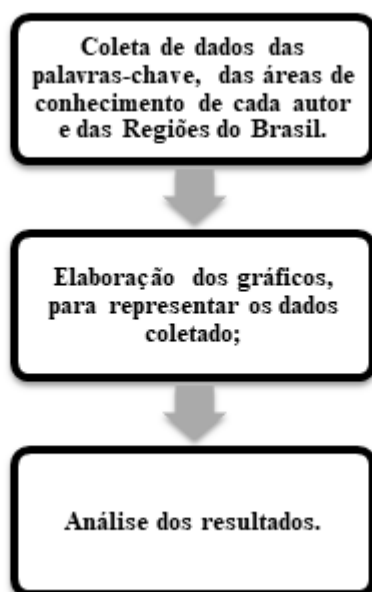 Coleta de dados das
palavras-chave, das áreas de
conhecimento de cada autor
e das Regiões do Brasil.
Elaboração dos gráficos,
para representar os dados
coletado;
Análise dos resultados.